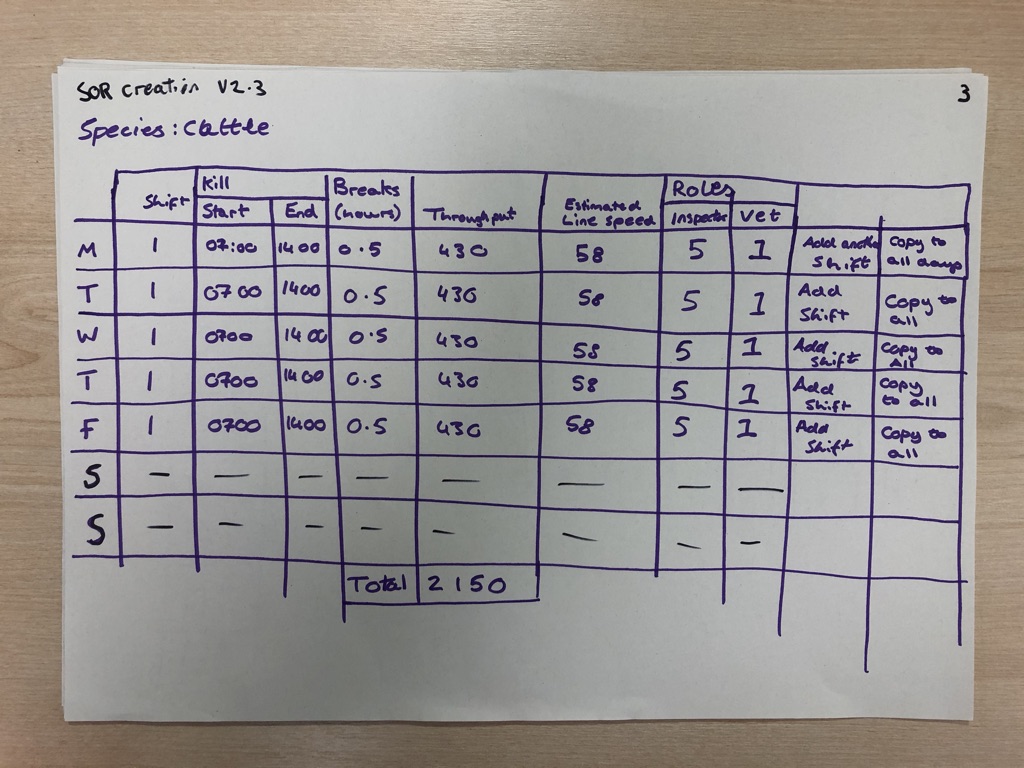 SOR creation V2.3
3
Species: Cattle
Shift Kill Start End Breaks (hours) Throughput Estimated Line speed Roles Inspector Vet
M 1 07:00 1400 0.5 430 58 5 1 Add another shift Copy to all days
T 1 0700 1400 0.5 430 58 5 1 Add Shift Copy to all
W 1 0700 1400 0.5 430 58 5 1 Add shift Copy to All
T 1 0700 1400 0.5 430 58 5 1 Add shift Copy to all
F 1 0700 1400 0.5 430 58 5 1 Add Shift Copy to all
S — — — — — — — —
S — — — — — — — —
Total 2150